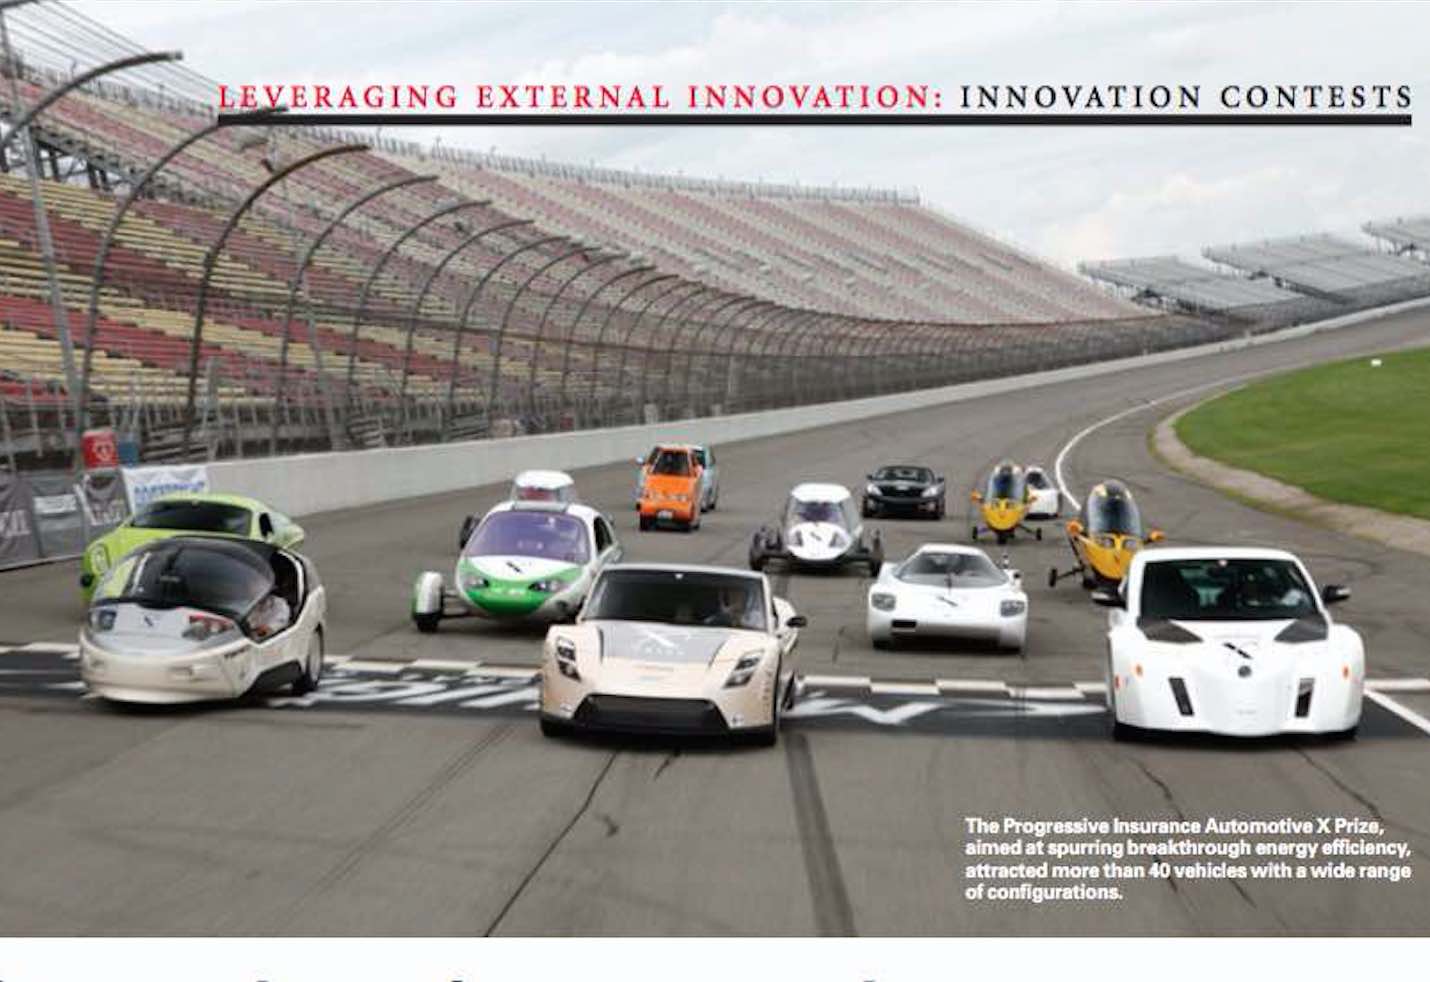 LEVERAGING EXTERNAL INNOVATION: INNOVATION CONTESTS
The Progressive Insurance Automotive X Prize,
aimed at spurring breakthrough energy efficiency,
attracted more than 40 vehicles with a wide range
of configurations.